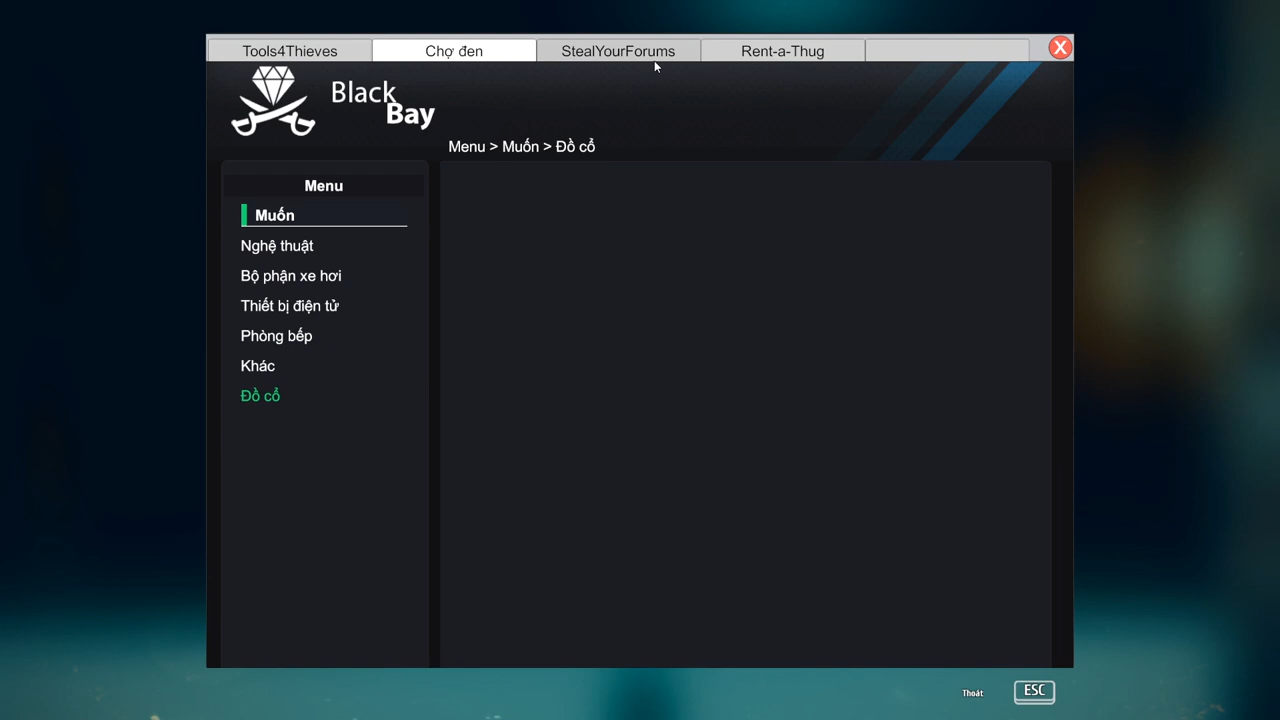 Tools4Thieves
Chợ đen
StealYourForums
Rent-a-Thug
X
Black
Bay
Menu > Muốn > Đồ cổ
Menu
Muốn
Nghệ thuật
Bộ phận xe hơi
Thiết bị điện tử
Phòng bếp
Khác
Đồ cổ
Thoát
ESC